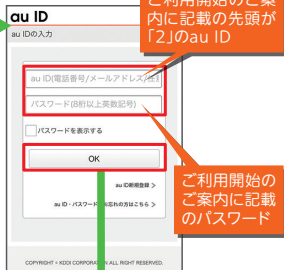 ご利用開始のご案
内に記載の先頭が
「2」のau ID
au ID
au IDの入力
au ID(電話番号/メールアドレス/任
パスワード(8桁以上英数記号)
パスワードを表示する
OK
ご利用開始の
ご案内に記載
のパスワード
au ID新規登録 >
au ID・パスワード お忘れの方はこちら >
COPYRIGHT © KDDI CORPORA ALL RIGHT RESERVED.